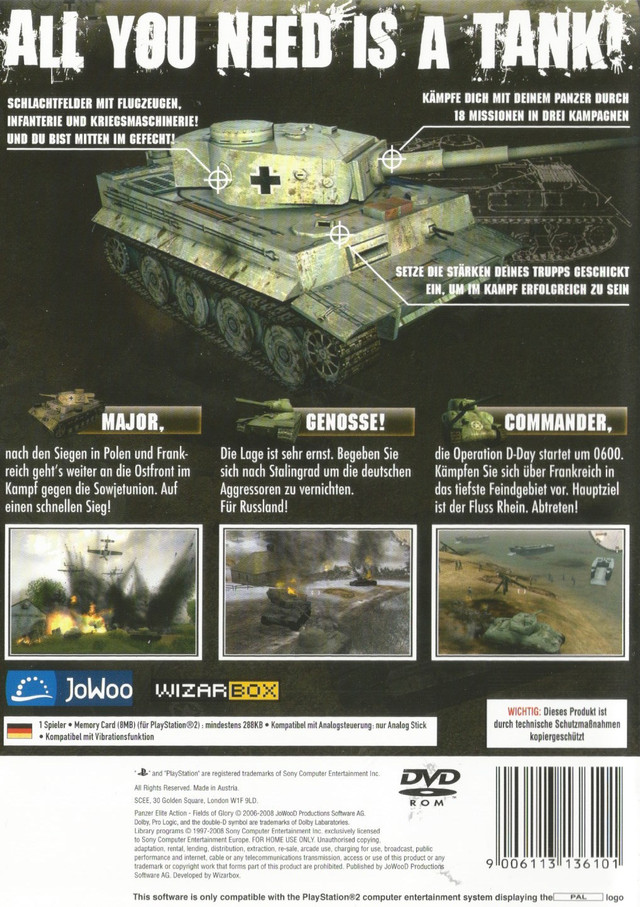 ALL YOU NEED IS A TANK!
SCHLACHTFELDER MIT FLUGZEUGEN,
INFANTERIE UND KRIEGSMASCHINERIE!
UND DU BIST MITTEN IM GEFECHT!
KÄMPFE DICH MIT DEINEM PANZER DURCH
18 MISSIONEN IN DREI KAMPAGNEN
SETZE DIE STÄRKEN DEINES TRUPPS GESCHICKT
EIN, UM IM KAMPF ERFOLGREICH ZU SEIN
MAJOR,
nach den Siegen in Polen und Frank-
reich geht's weiter an die Ostfront im
Kampf gegen die Sowjetunion. Auf
einen schnellen Sieg!
GENOSSE!
Die Lage ist sehr ernst. Begeben Sie
sich nach Stalingrad um die deutschen
Aggressoren zu vernichten.
Für Russland!
COMMANDER,
die Operation D-Day startet um 0600.
Kämpfen Sie sich über Frankreich in
das tiefste Feindgebiet vor. Hauptziel
ist der Fluss Rhein. Abtreten!
JoWoo
WIZARBOX
1 Spieler • Memory Card (8MB) (für PlayStation®2) : mindestens 288KB • Kompatibel mit Analogsteuerung: nur Analog Stick
• Kompatibel mit Vibrationsfunktion
WICHTIG: Dieses Produkt ist
durch technische Schutzmaßnahmen
kopiergeschützt
" " and "PlayStation" are registered trademarks of Sony Computer Entertainment Inc.
All Rights Reserved. Made in Austria.
SCEE, 30 Golden Square, London W1F 9LD.
Panzer Elite Action - Fields of Glory © 2006-2008 JoWooD Productions Software AG.
Dolby, Pro Logic, and the double-D symbol are trademarks of Dolby Labaratories.
Library programs © 1997-2008 Sony Computer Entertainment Inc. exclusively licensed
to Sony Computer Entertainment Europe. FOR HOME USE ONLY. Unauthorised copying,
adaptation, rental, lending, distribution, extraction, re-sale, arcade use, charging for use, broadcast, public
performance and internet, cable or any telecommunications transmission, access or use of this product or any
trademark or copyright work that forms part of this product are prohibited. Published by JoWooD Productions
Software AG. Developed by Wizarbox.
DVD
ROM
9 006113 136101
This software is only compatible with the PlayStation®2 computer entertainment system displaying the PAL logo